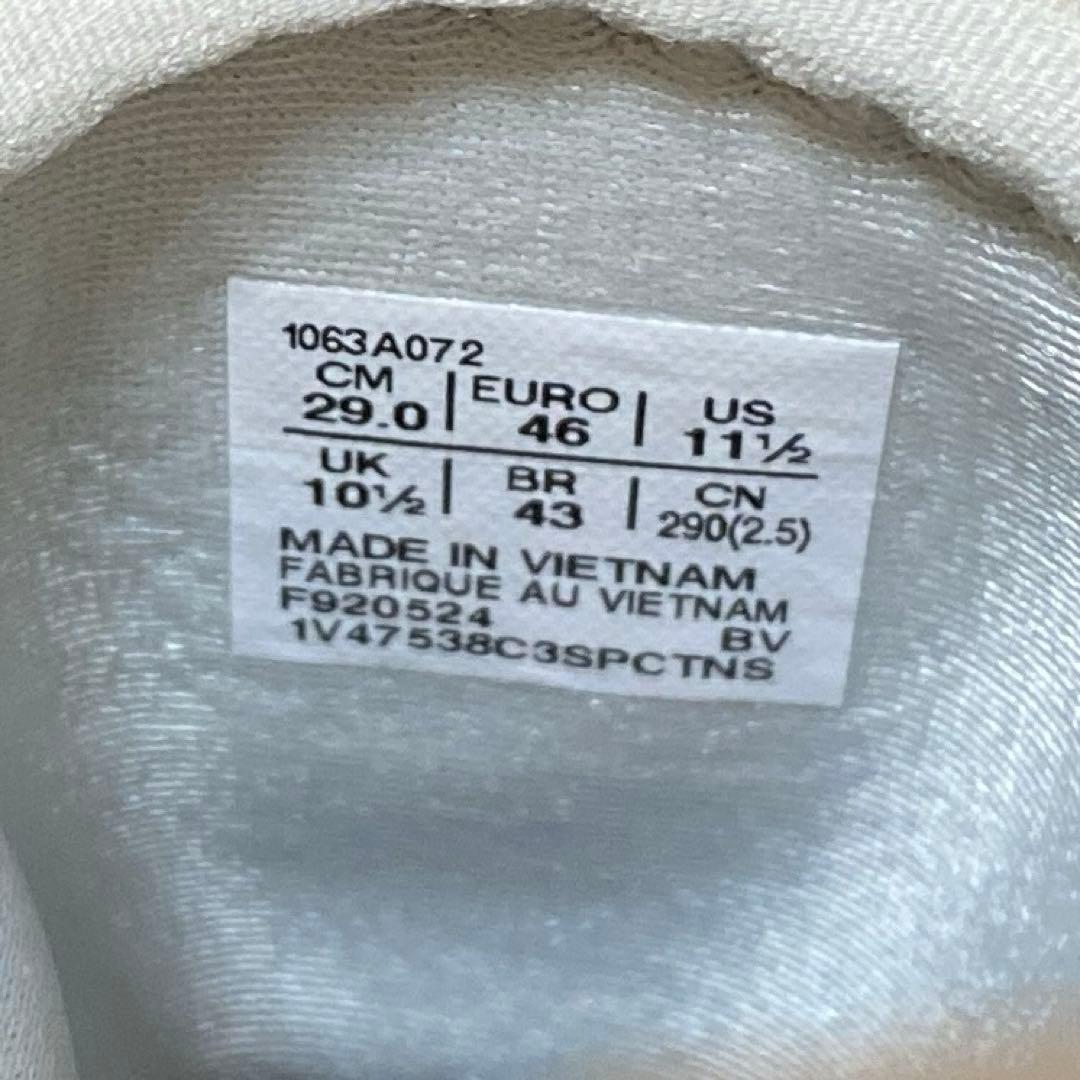 1063A072
CM | EURO | US
29.0 | 46 | 11½
UK | BR | CN
10½ | 43 | 290(2.5)
MADE IN VIETNAM
FABRIQUE AU VIETNAM
F920524 BV
1V47538C3SPCTNS